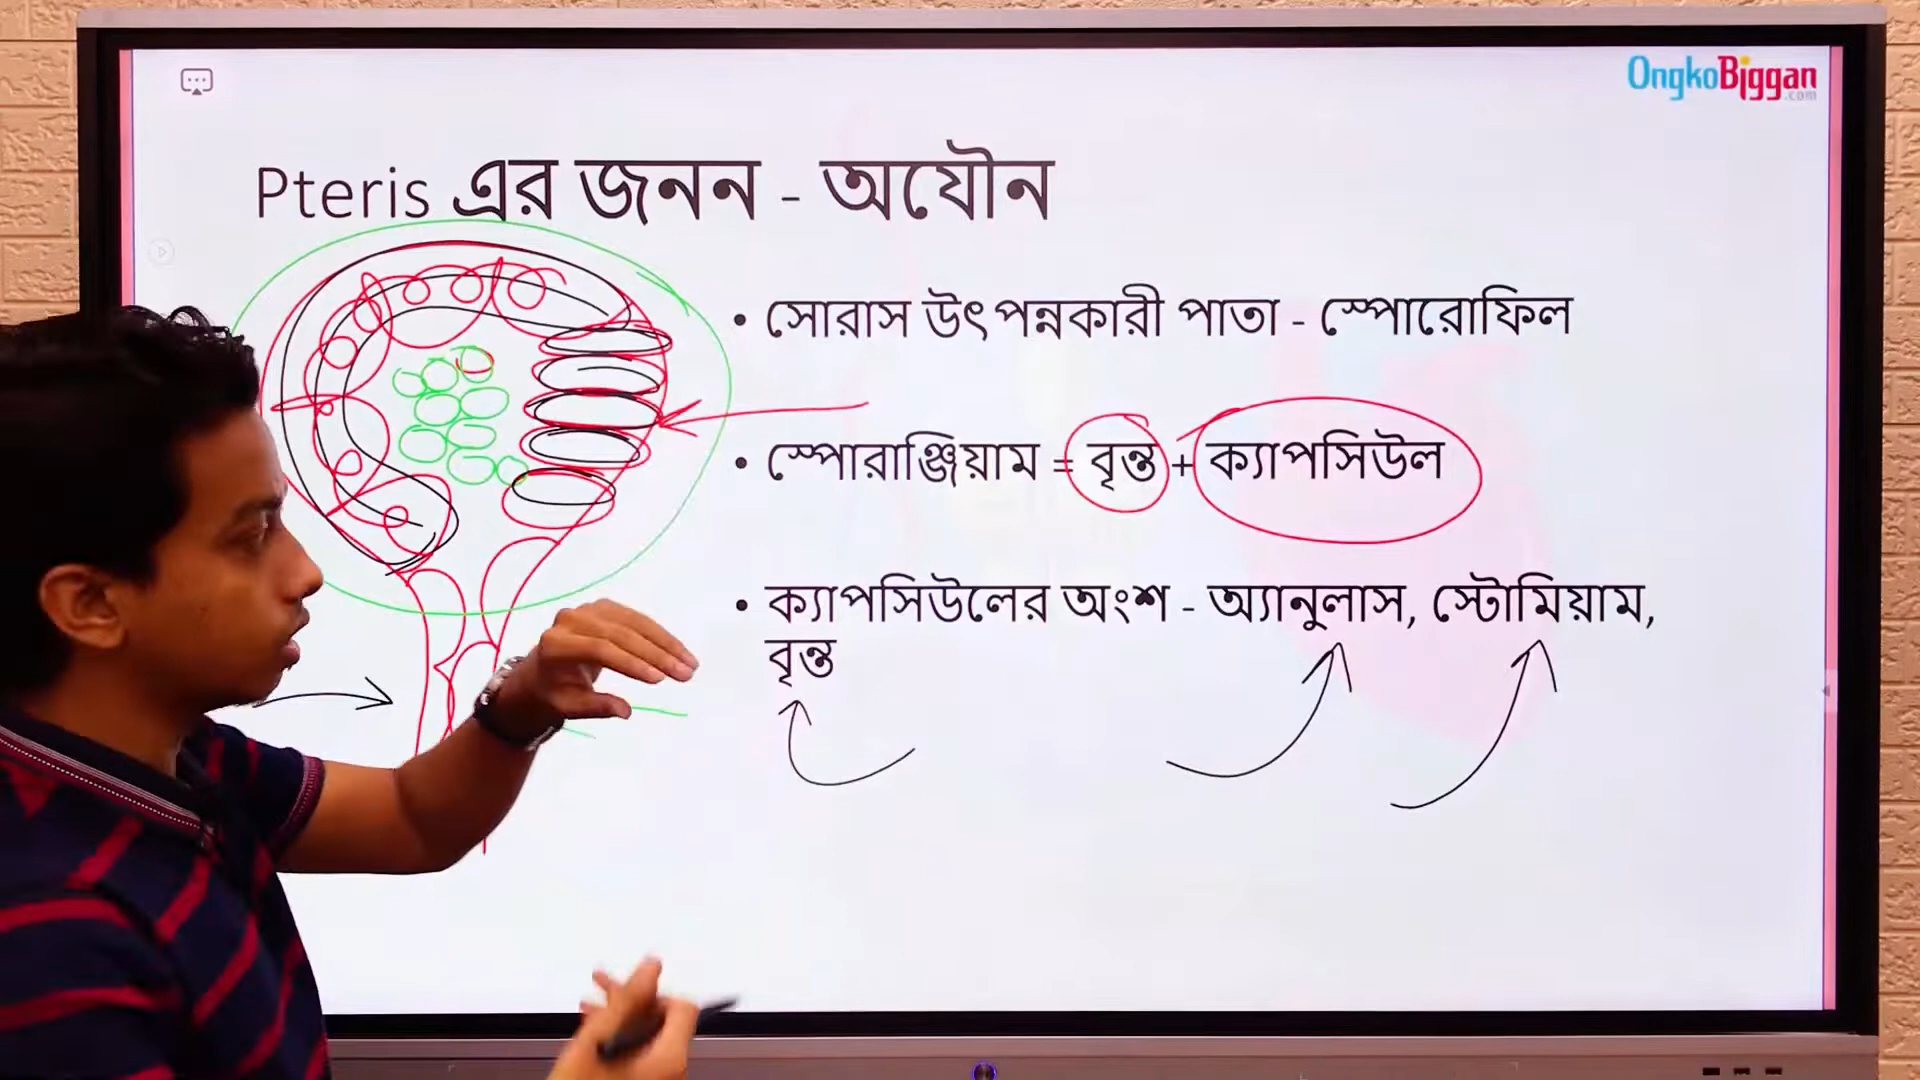 OngkoBiggan
.com
Pteris এর জনন - অযৌন
• সোরাস উৎপন্নকারী পাতা - স্পোরোফিল
• স্পোরাঞ্জিয়াম = বৃন্ত + ক্যাপসিউল
• ক্যাপসিউলের অংশ - অ্যানুলাস, স্টোমিয়াম,
বৃন্ত